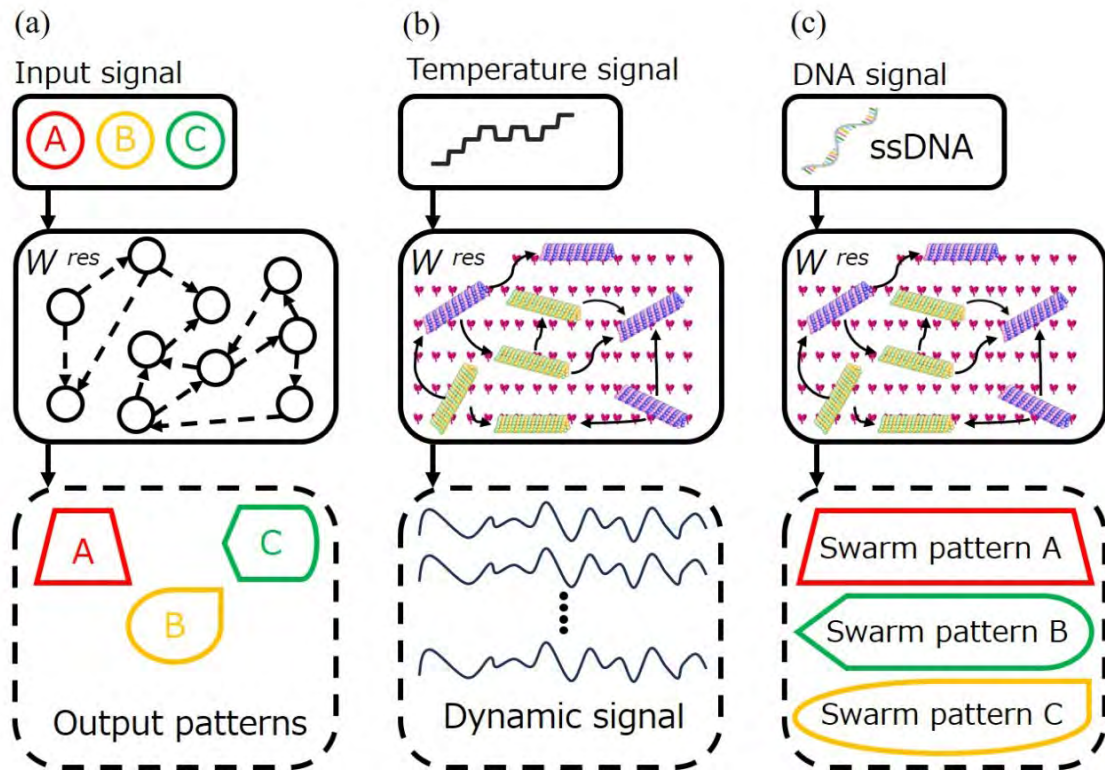 (a)
Input signal
A B C
W res
A
C
B
Output patterns
(b)
Temperature signal
W res
Dynamic signal
(c)
DNA signal
ssDNA
W res
Swarm pattern A
Swarm pattern B
Swarm pattern C